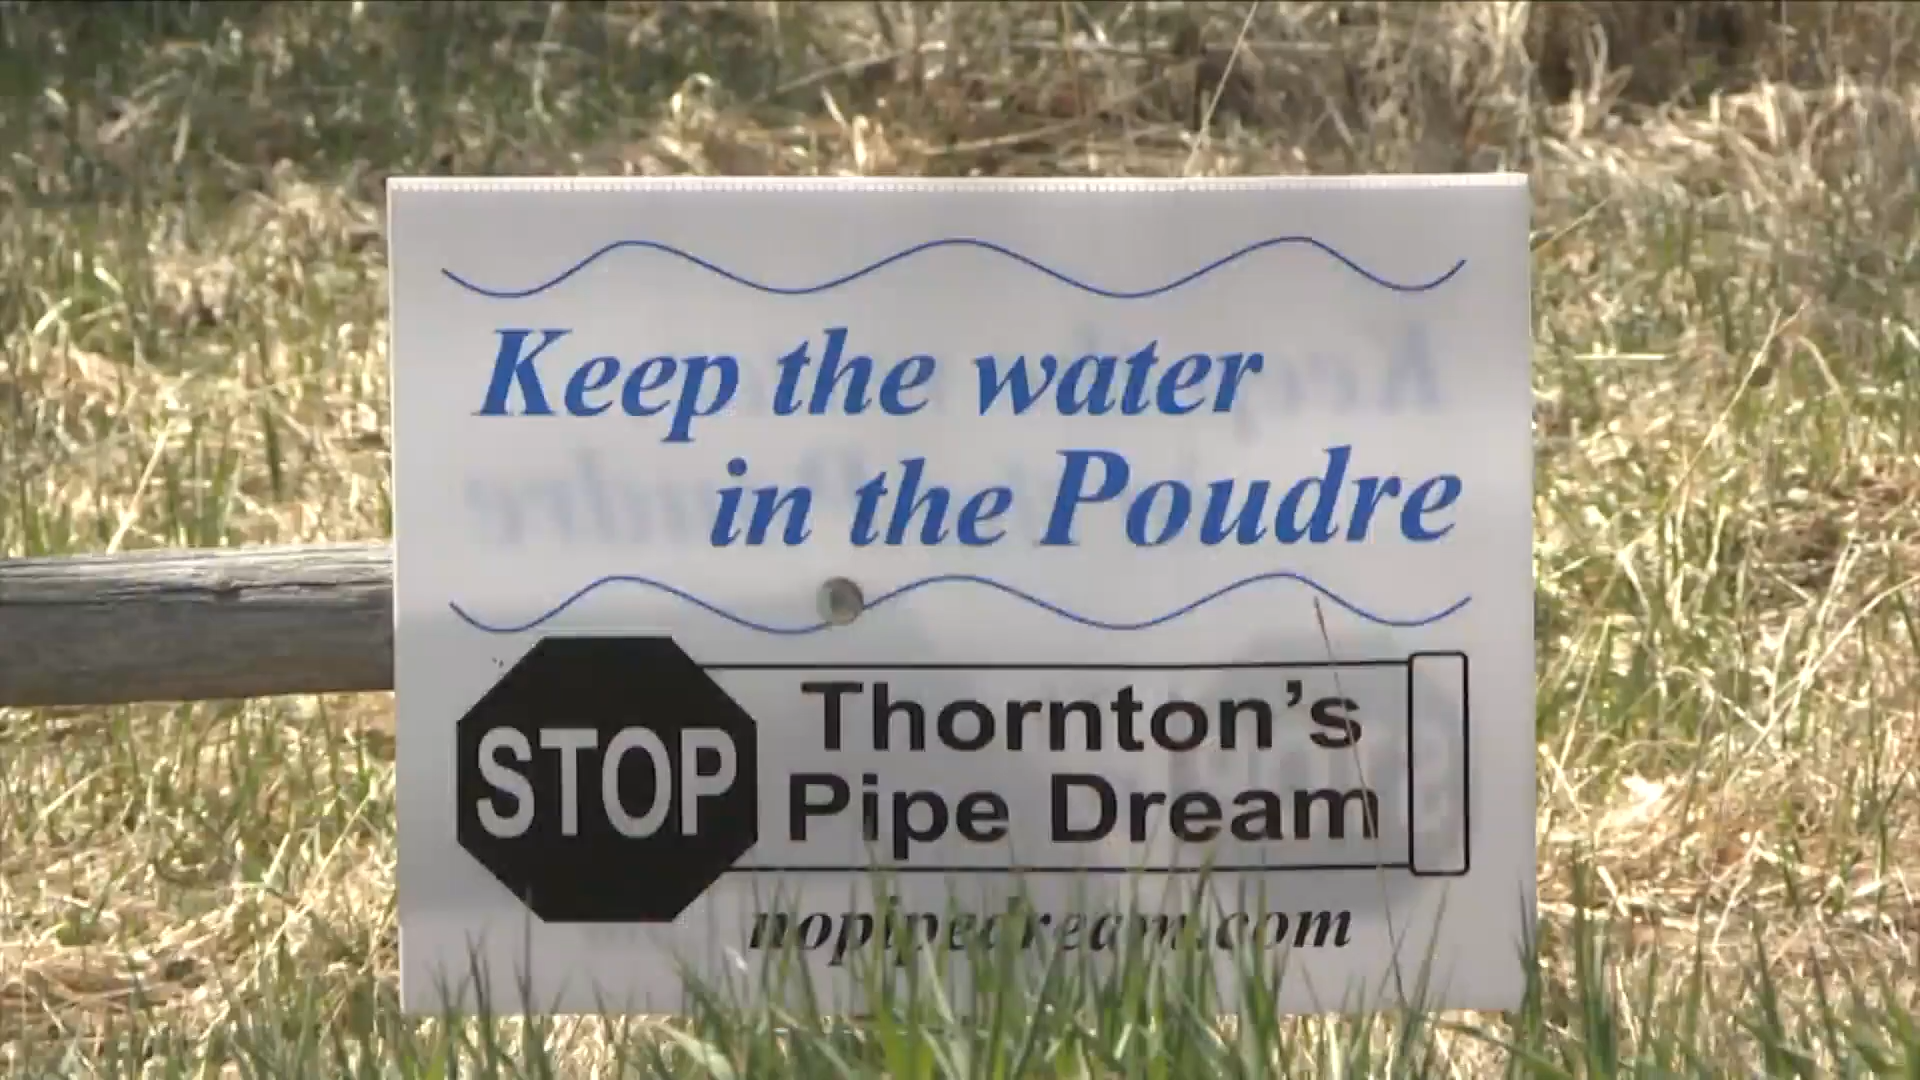 Keep the water
in the Poudre
STOP
Thornton's
Pipe Dream
nopipedream.com